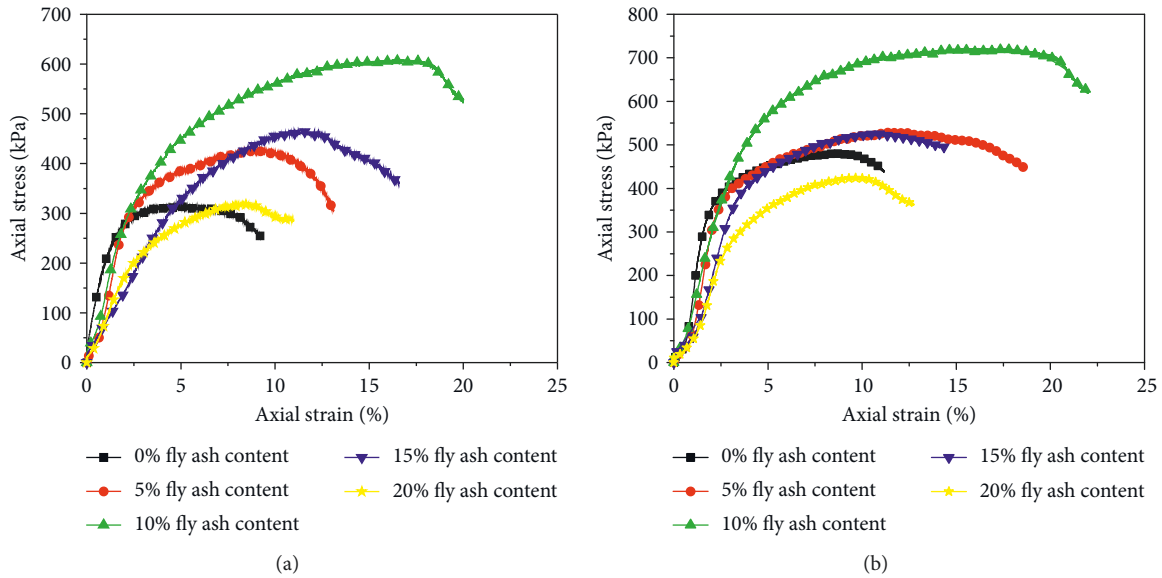 700
600
500
400
300
200
100
0
Axial stress (kPa)
0 5 10 15 20 25
Axial strain (%)
0% fly ash content
5% fly ash content
10% fly ash content
15% fly ash content
20% fly ash content
(a)
800
700
600
500
400
300
200
100
0
Axial stress (kPa)
0 5 10 15 20 25
Axial strain (%)
0% fly ash content
5% fly ash content
10% fly ash content
15% fly ash content
20% fly ash content
(b)